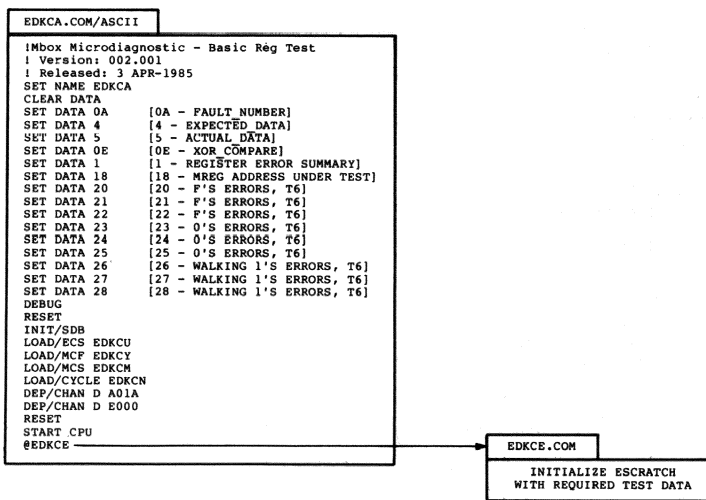 EDKCA.COM/ASCII
!Mbox Microdiagnostic - Basic Reg Test
! Version: 002.001
! Released: 3 APR-1985
SET NAME EDKCA
CLEAR DATA
SET DATA 0A [0A - FAULT_NUMBER]
SET DATA 4 [4 - EXPECTED_DATA]
SET DATA 5 [5 - ACTUAL_DATA]
SET DATA 0E [0E - XOR_COMPARE]
SET DATA 1 [1 - REGISTER ERROR SUMMARY]
SET DATA 18 [18 - MREG ADDRESS UNDER TEST]
SET DATA 20 [20 - F'S ERRORS, T6]
SET DATA 21 [21 - F'S ERRORS, T6]
SET DATA 22 [22 - F'S ERRORS, T6]
SET DATA 23 [23 - 0'S ERRORS, T6]
SET DATA 24 [24 - 0'S ERRORS, T6]
SET DATA 25 [25 - 0'S ERRORS, T6]
SET DATA 26 [26 - WALKING 1'S ERRORS, T6]
SET DATA 27 [27 - WALKING 1'S ERRORS, T6]
SET DATA 28 [28 - WALKING 1'S ERRORS, T6]
DEBUG
RESET
INIT/SDB
LOAD/ECS EDKCU
LOAD/MCF EDKCY
LOAD/MCS EDKCM
LOAD/CYCLE EDKCN
DEP/CHAN D A01A
DEP/CHAN D E000
RESET
START CPU
@EDKCE
EDKCE.COM
INITIALIZE ESCRATCH
WITH REQUIRED TEST DATA